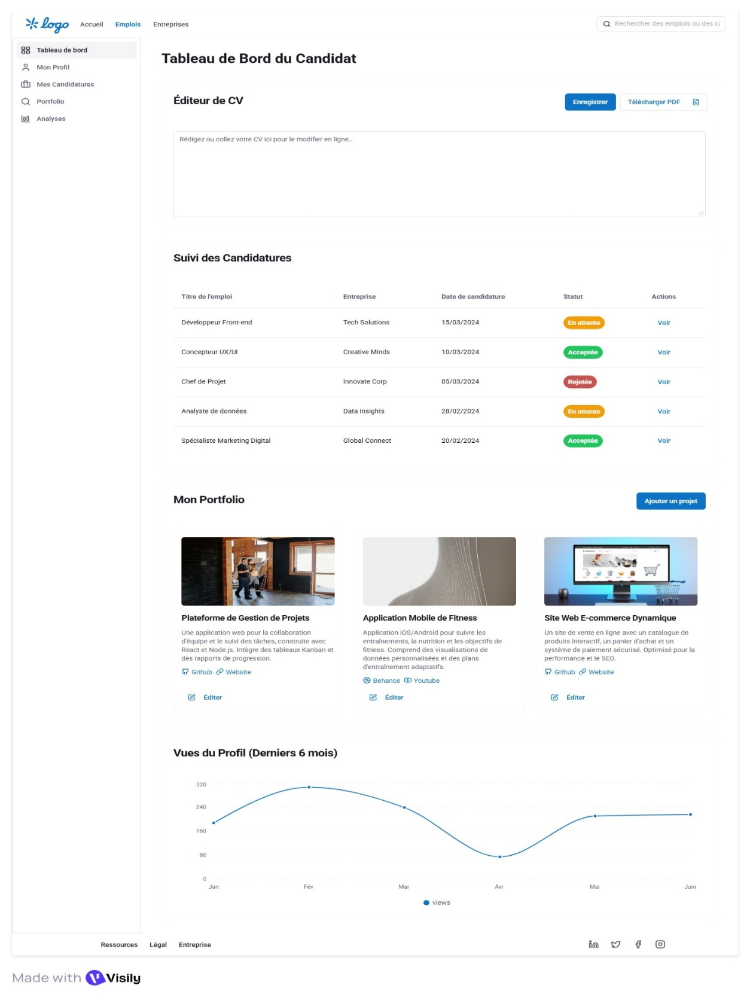 logo Accueil Emplois Entreprises Rechercher des emplois ou des c
Tableau de bord
Mon Profil
Mes Candidatures
Portfolio
Analyses
Tableau de Bord du Candidat
Éditeur de CV Enregistrer Télécharger PDF
Rédigez ou collez votre CV ici pour le modifier en ligne...
Suivi des Candidatures
Titre de l'emploi Entreprise Date de candidature Statut Actions
Développeur Front-end Tech Solutions 15/03/2024 En attente Voir
Concepteur UX/UI Creative Minds 10/03/2024 Acceptée Voir
Chef de Projet Innovate Corp 05/03/2024 Rejetée Voir
Analyste de données Data Insights 28/02/2024 En attente Voir
Spécialiste Marketing Digital Global Connect 20/02/2024 Acceptée Voir
Mon Portfolio Ajouter un projet
Plateforme de Gestion de Projets
Une application web pour la collaboration
d'équipe et le suivi des tâches, construite avec
React et Node.js. Intègre des tableaux Kanban et
des rapports de progression.
Github Website
Éditer
Application Mobile de Fitness
Application iOS/Android pour suivre les
entraînements, la nutrition et les objectifs de
fitness. Comprend des visualisations de
données personnalisées et des plans
d'entraînement adaptatifs.
Behance Youtube
Éditer
Site Web E-commerce Dynamique
Un site de vente en ligne avec un catalogue de
produits interactif, un panier d'achat et un
système de paiement sécurisé. Optimisé pour la
performance et le SEO.
Github Website
Éditer
Vues du Profil (Derniers 6 mois)
320
240
160
80
0
Jan Fév Mar Avr Mai Juin
views
Ressources Légal Entreprise
Made with Visily